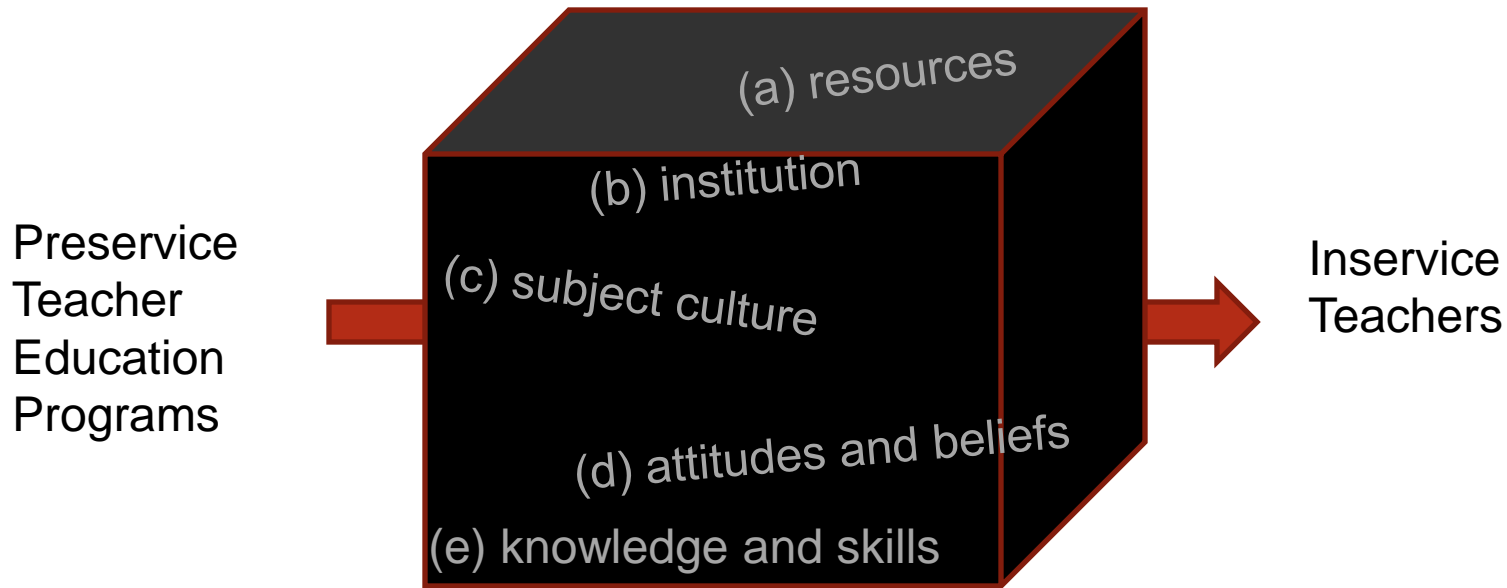 (a) resources
(b) institution
(c) subject culture
(d) attitudes and beliefs
(e) knowledge and skills
Preservice
Teacher
Education
Programs
Inservice
Teachers